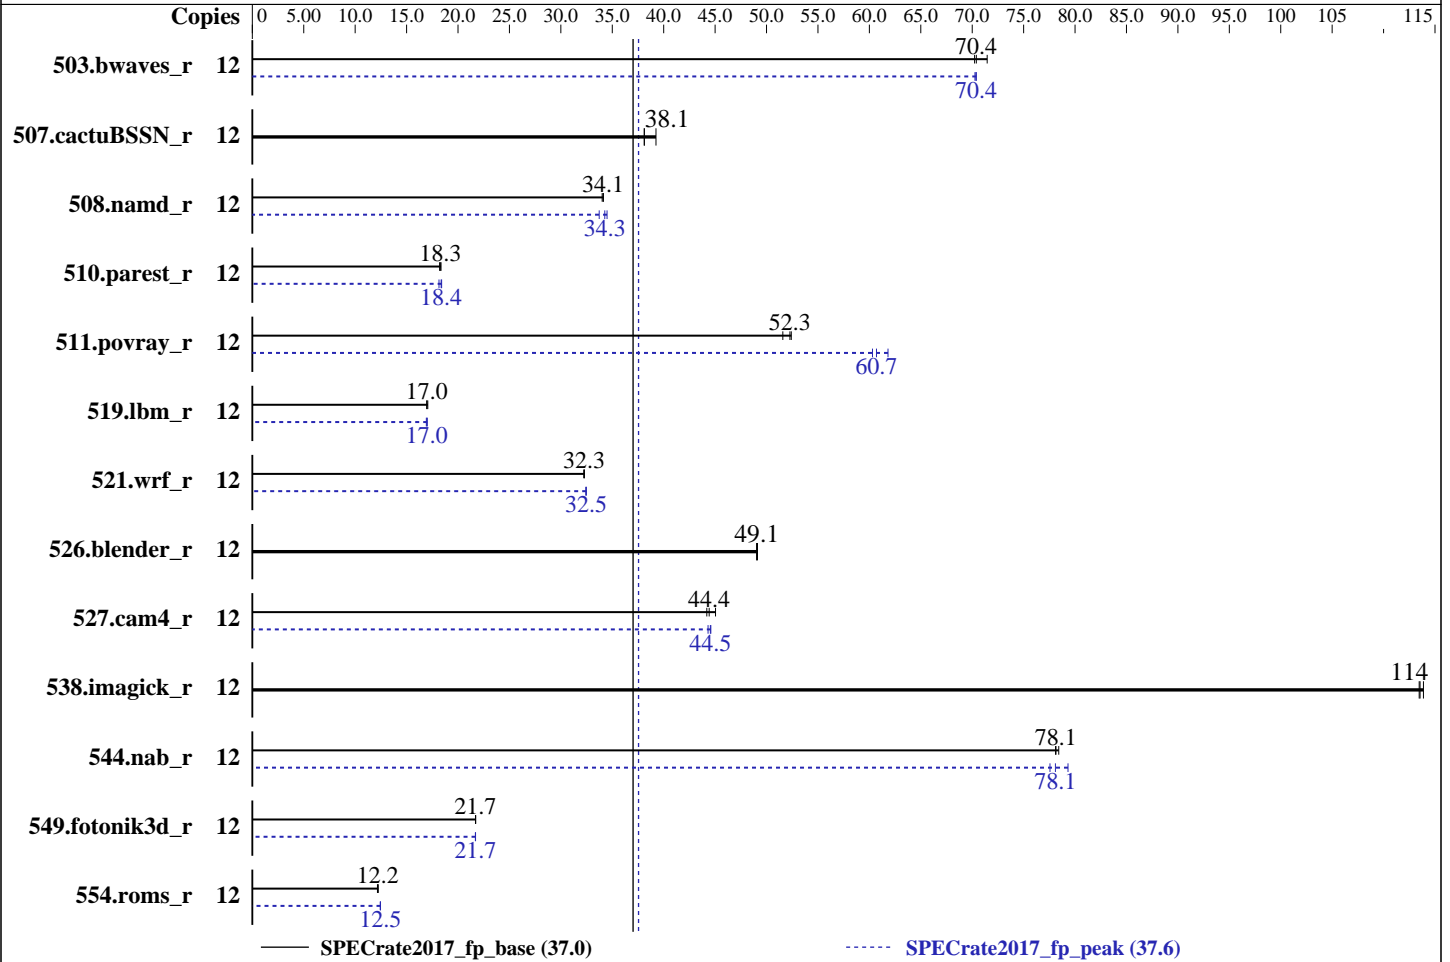 Copies 0 5.00 10.0 15.0 20.0 25.0 30.0 35.0 40.0 45.0 50.0 55.0 60.0 65.0 70.0 75.0 80.0 85.0 90.0 95.0 100 105 115
503.bwaves_r 12 70.4
70.4
507.cactuBSSN_r 12 38.1
508.namd_r 12 34.1
34.3
510.parest_r 12 18.3
18.4
511.povray_r 12 52.3
60.7
519.lbm_r 12 17.0
17.0
521.wrf_r 12 32.3
32.5
526.blender_r 12 49.1
527.cam4_r 12 44.4
44.5
538.imagick_r 12 114
544.nab_r 12 78.1
78.1
549.fotonik3d_r 12 21.7
21.7
554.roms_r 12 12.2
12.5
SPECrate2017_fp_base (37.0) SPECrate2017_fp_peak (37.6)